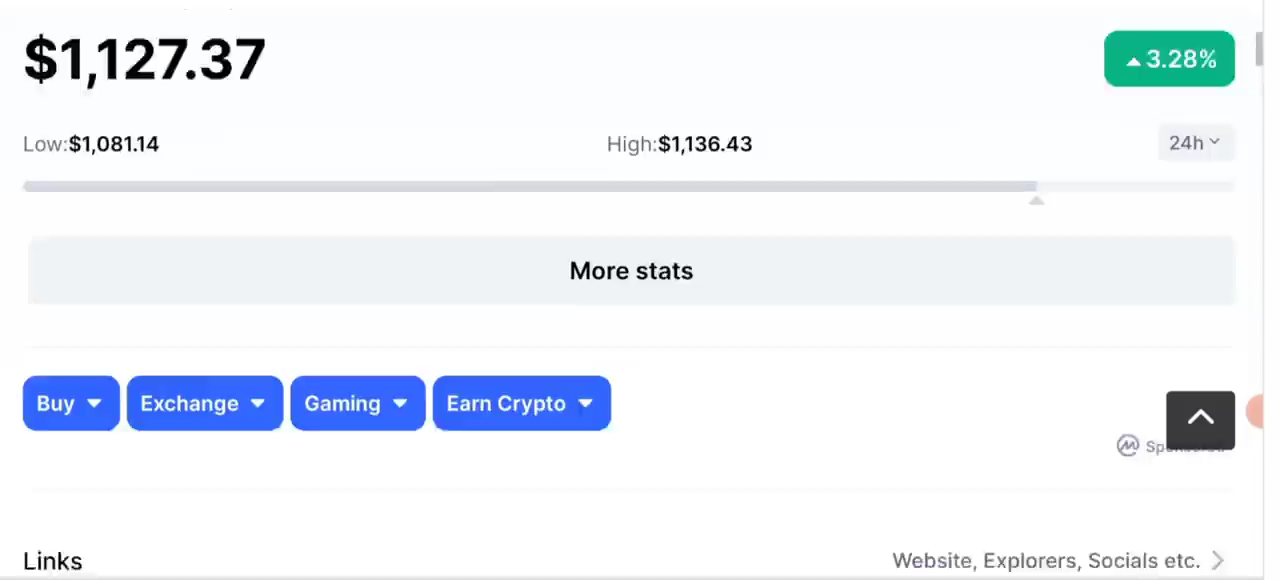 $1,127.37
3.28%
Low:$1,081.14 High:$1,136.43 24h
More stats
Buy Exchange Gaming Earn Crypto
Links Website, Explorers, Socials etc.